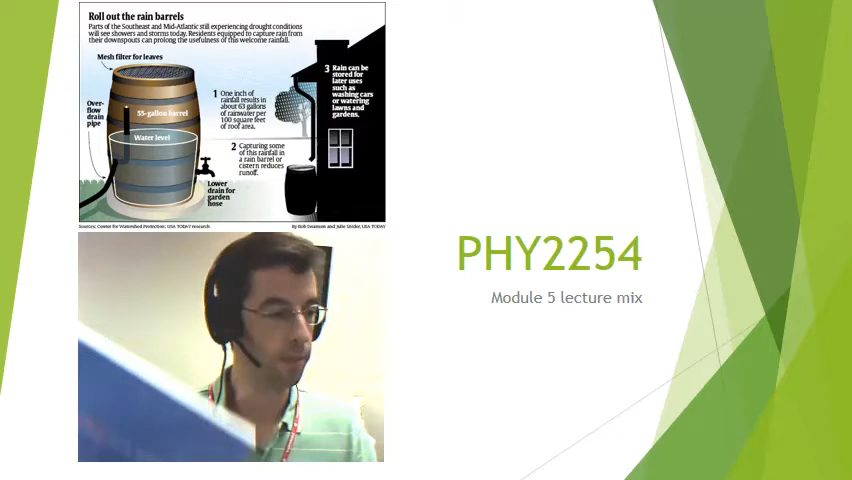 Roll out the rain barrels
Parts of the Southeast and Mid-Atlantic still experiencing drought conditions
will see showers and storms today. Residents equipped to capture rain from
their downspouts can prolong the usefulness of this welcome rainfall.
Mesh filter for leaves
Over-
flow
drain
pipe
55-gallon barrel
Water level
1 One inch of
rainfall results in
about 63 gallons
of rainwater per
100 square feet
of roof area.
2 Capturing some
of this rainfall in
a rain barrel or
cistern reduces
runoff.
Lower
drain for
garden
hose
3 Rain can be
stored for
later uses
such as
washing cars
or watering
lawns and
gardens.
Sources: Center for Watershed Protection; USA TODAY research
By Bob Swanson and Julie Snider, USA TODAY
PHY2254
Module 5 lecture mix